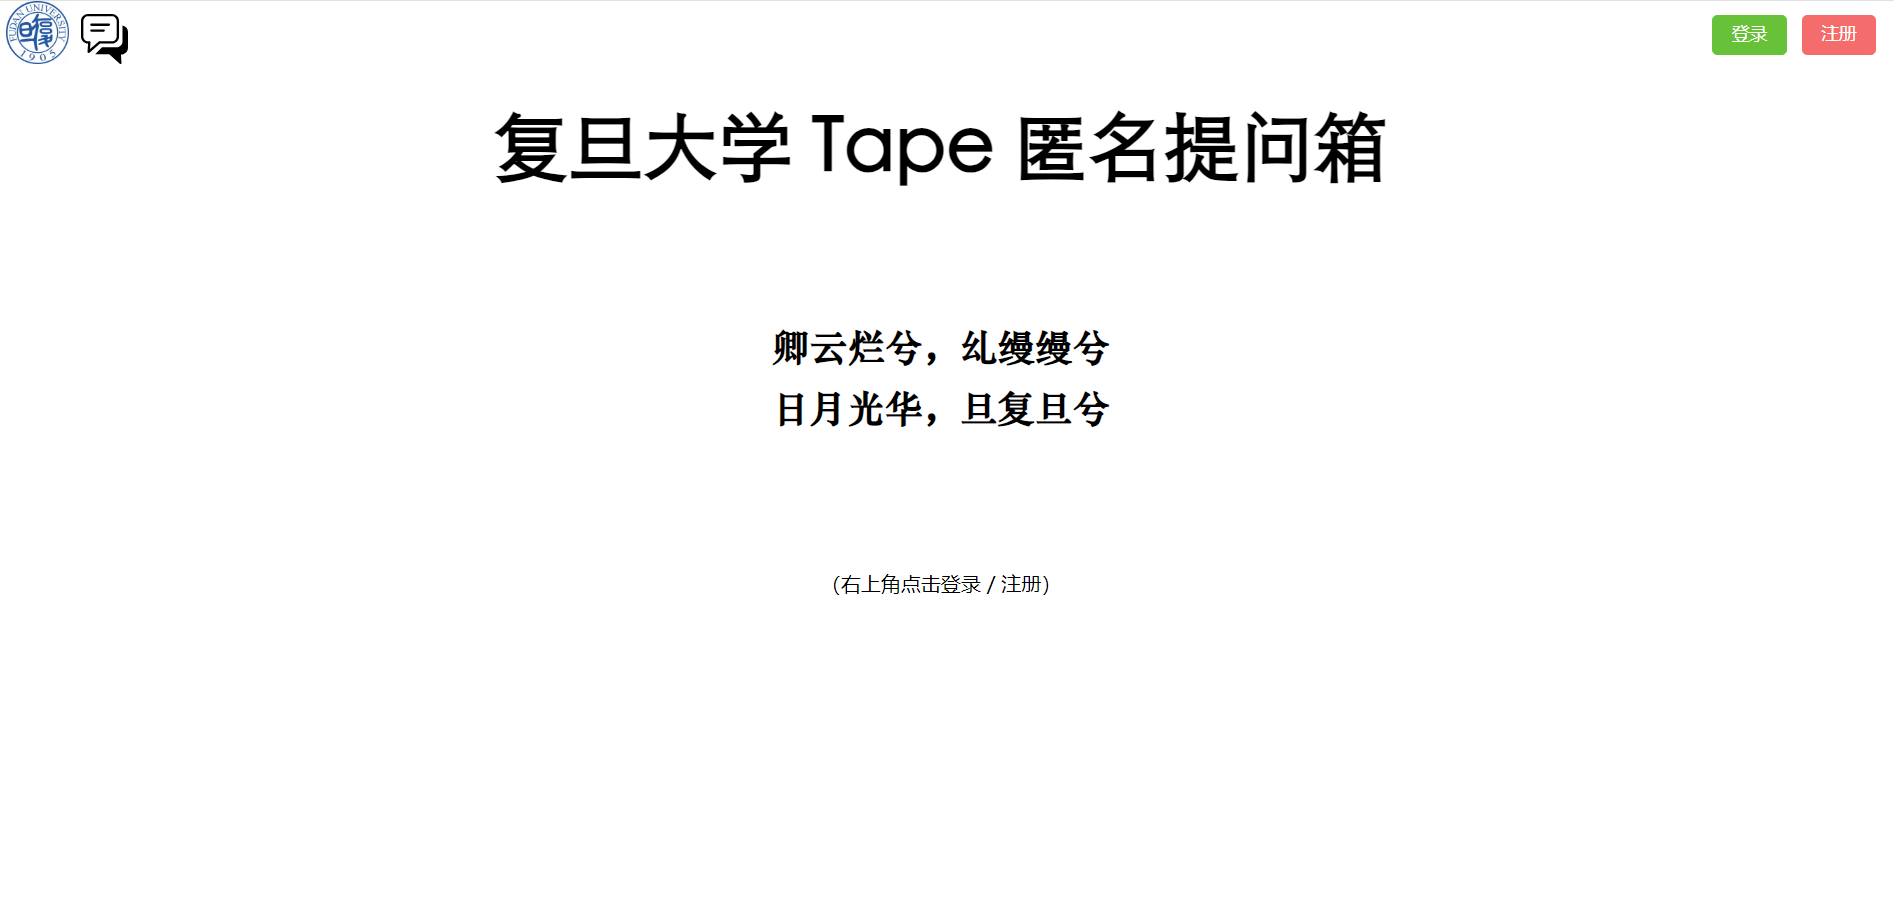 FUDAN UNIVERSITY
1905
登录
注册
复旦大学 Tape 匿名提问箱
卿云烂兮，糺缦缦兮
日月光华，旦复旦兮
（右上角点击登录 / 注册）